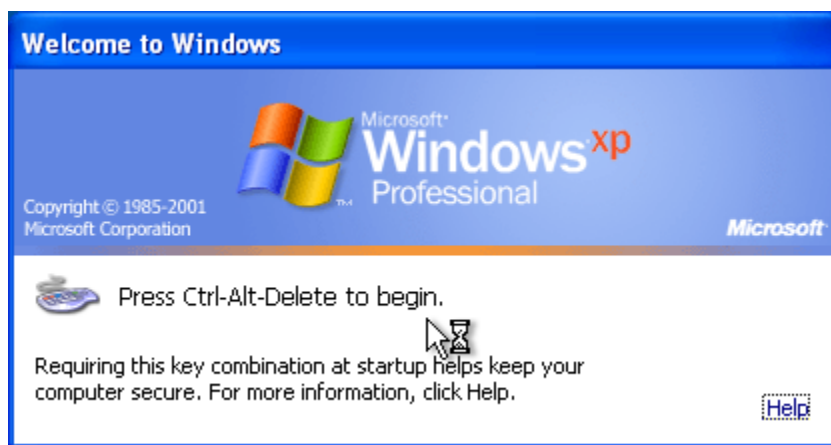 Welcome to Windows
Microsoft®
Windows xp
Professional
TM
Copyright © 1985-2001
Microsoft Corporation
Microsoft®
Press Ctrl-Alt-Delete to begin.
Requiring this key combination at startup helps keep your
computer secure. For more information, click Help.
Help